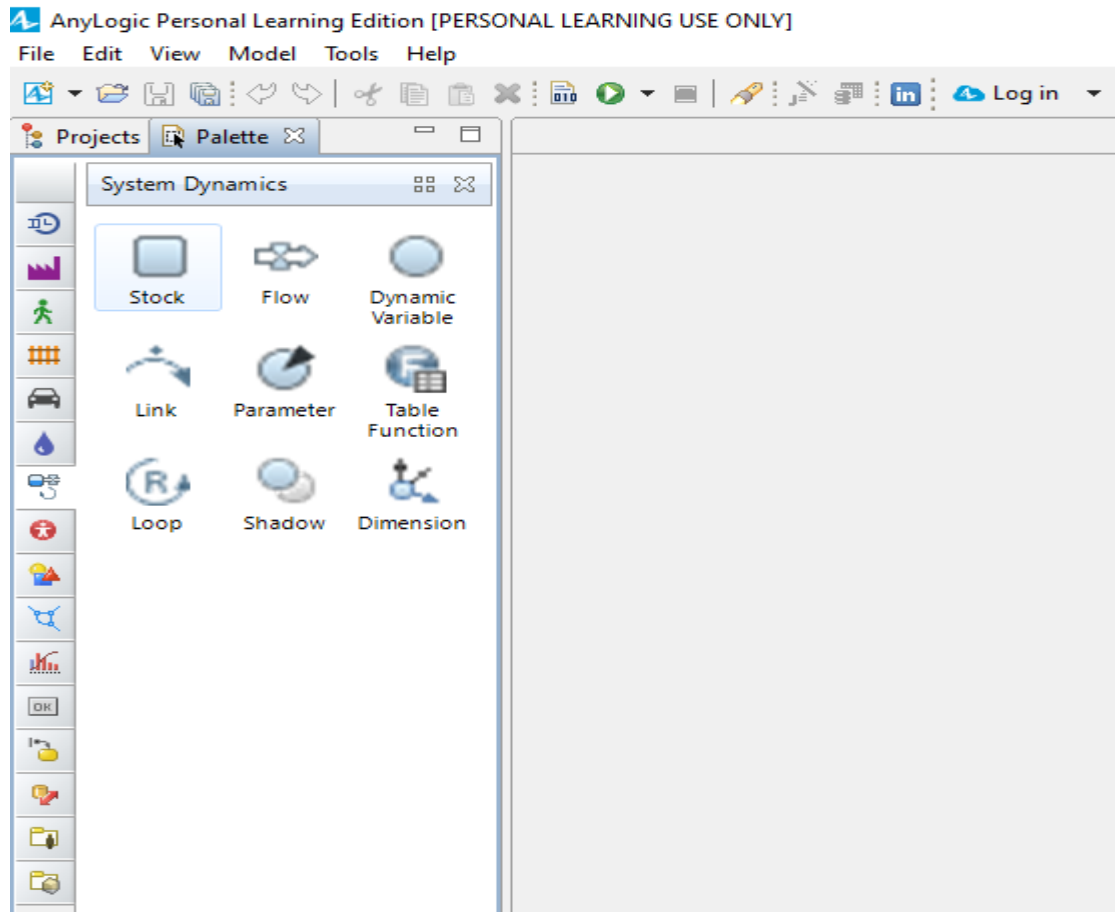 AnyLogic Personal Learning Edition [PERSONAL LEARNING USE ONLY]
File Edit View Model Tools Help
in Log in
Projects Palette
System Dynamics
Stock Flow Dynamic
Variable
Link Parameter Table
Function
R
Loop Shadow Dimension
OK